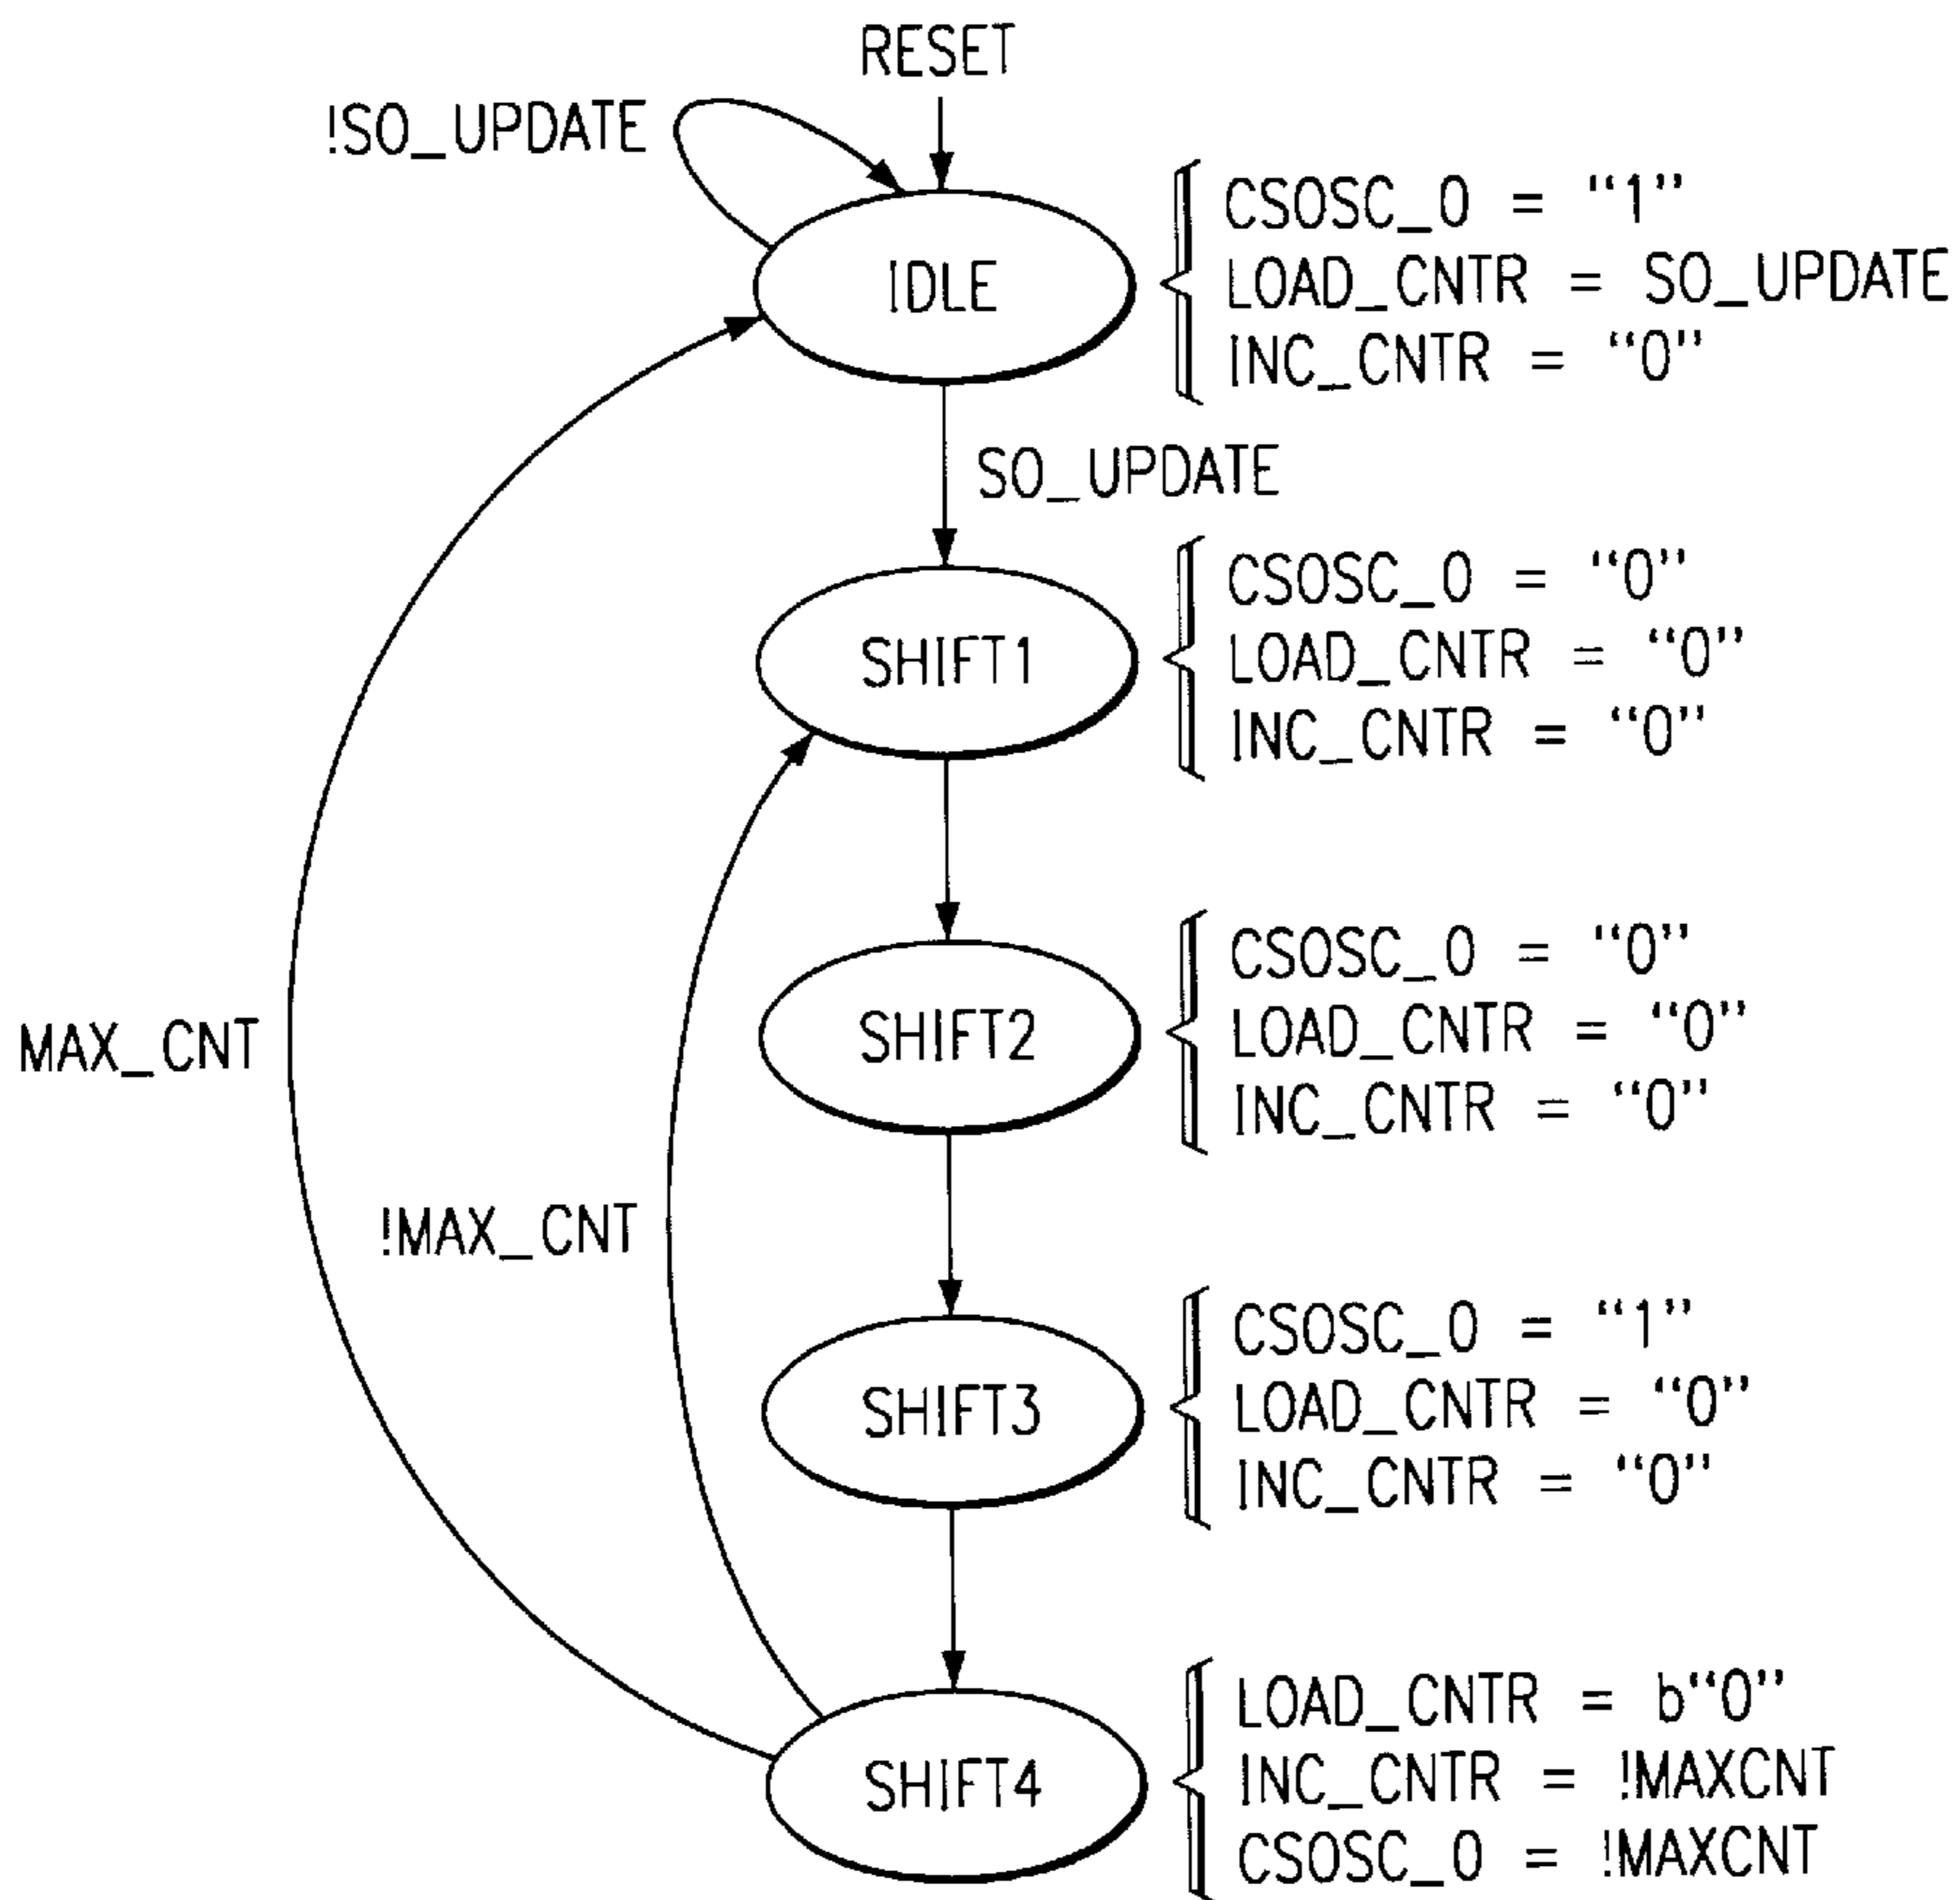 RESET
!SO_UPDATE
IDLE
CSOSC_0 = “1”
LOAD_CNTR = SO_UPDATE
INC_CNTR = “0”
SO_UPDATE
SHIFT1
CSOSC_0 = “0”
LOAD_CNTR = “0”
INC_CNTR = “0”
SHIFT2
CSOSC_0 = “0”
LOAD_CNTR = “0”
INC_CNTR = “0”
MAX_CNT
!MAX_CNT
SHIFT3
CSOSC_0 = “1”
LOAD_CNTR = “0”
INC_CNTR = “0”
SHIFT4
LOAD_CNTR = b“0”
INC_CNTR = !MAXCNT
CSOSC_0 = !MAXCNT